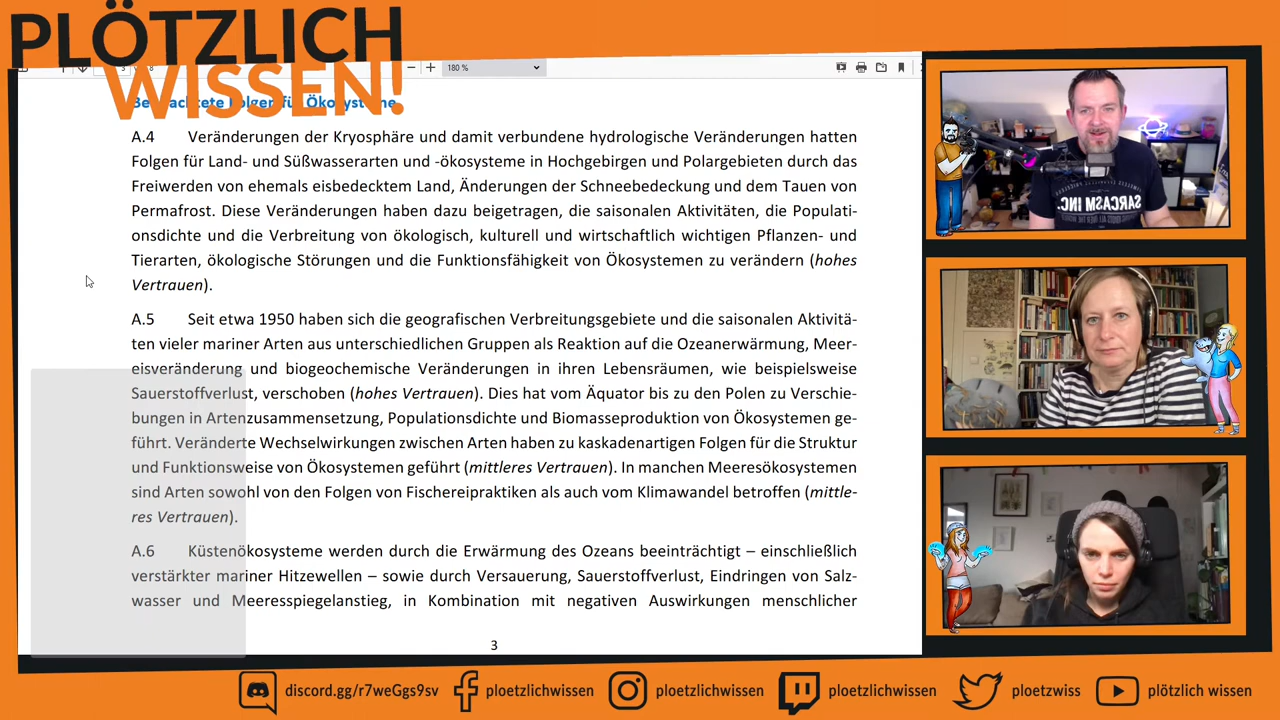 PLÖTZLICH
WISSEN!
180 %
Folgen für Ökosysteme
A.4 Veränderungen der Kryosphäre und damit verbundene hydrologische Veränderungen hatten
Folgen für Land- und Süßwasserarten und -ökosysteme in Hochgebirgen und Polargebieten durch das
Freiwerden von ehemals eisbedecktem Land, Änderungen der Schneebedeckung und dem Tauen von
Permafrost. Diese Veränderungen haben dazu beigetragen, die saisonalen Aktivitäten, die Populati-
onsdichte und die Verbreitung von ökologisch, kulturell und wirtschaftlich wichtigen Pflanzen- und
Tierarten, ökologische Störungen und die Funktionsfähigkeit von Ökosystemen zu verändern (hohes
Vertrauen).
A.5 Seit etwa 1950 haben sich die geografischen Verbreitungsgebiete und die saisonalen Aktivitä-
ten vieler mariner Arten aus unterschiedlichen Gruppen als Reaktion auf die Ozeanerwärmung, Meer-
eisveränderung und biogeochemische Veränderungen in ihren Lebensräumen, wie beispielsweise
Sauerstoffverlust, verschoben (hohes Vertrauen). Dies hat vom Äquator bis zu den Polen zu Verschie-
bungen in Artenzusammensetzung, Populationsdichte und Biomasseproduktion von Ökosystemen ge-
führt. Veränderte Wechselwirkungen zwischen Arten haben zu kaskadenartigen Folgen für die Struktur
und Funktionsweise von Ökosystemen geführt (mittleres Vertrauen). In manchen Meeresökosystemen
sind Arten sowohl von den Folgen von Fischereipraktiken als auch vom Klimawandel betroffen (mittle-
res Vertrauen).
A.6 Küstenökosysteme werden durch die Erwärmung des Ozeans beeinträchtigt – einschließlich
verstärkter mariner Hitzewellen – sowie durch Versauerung, Sauerstoffverlust, Eindringen von Salz-
wasser und Meeresspiegelanstieg, in Kombination mit negativen Auswirkungen menschlicher
3
SARCASM INC.
discord.gg/r7weGgs9sv
ploetzlichwissen
ploetzlichwissen
ploetzlichwissen
ploetzwiss
plötzlich wissen